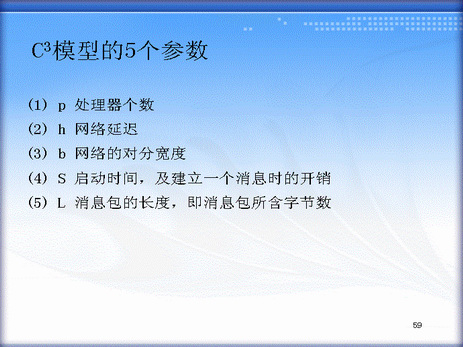 C³模型的5个参数
(1) p 处理器个数
(2) h 网络延迟
(3) b 网络的对分宽度
(4) S 启动时间，及建立一个消息时的开销
(5) L 消息包的长度，即消息包所含字节数
59